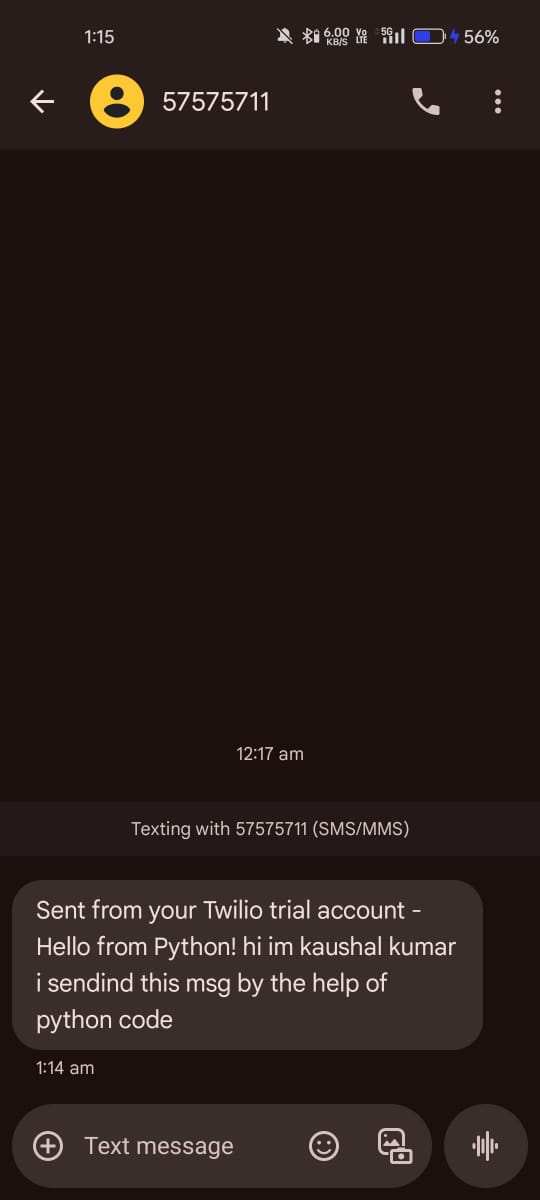 1:15
6.00 KB/S
Vo LTE
5G
56%
57575711
12:17 am
Texting with 57575711 (SMS/MMS)
Sent from your Twilio trial account -
Hello from Python! hi im kaushal kumar
i sendind this msg by the help of
python code
1:14 am
Text message